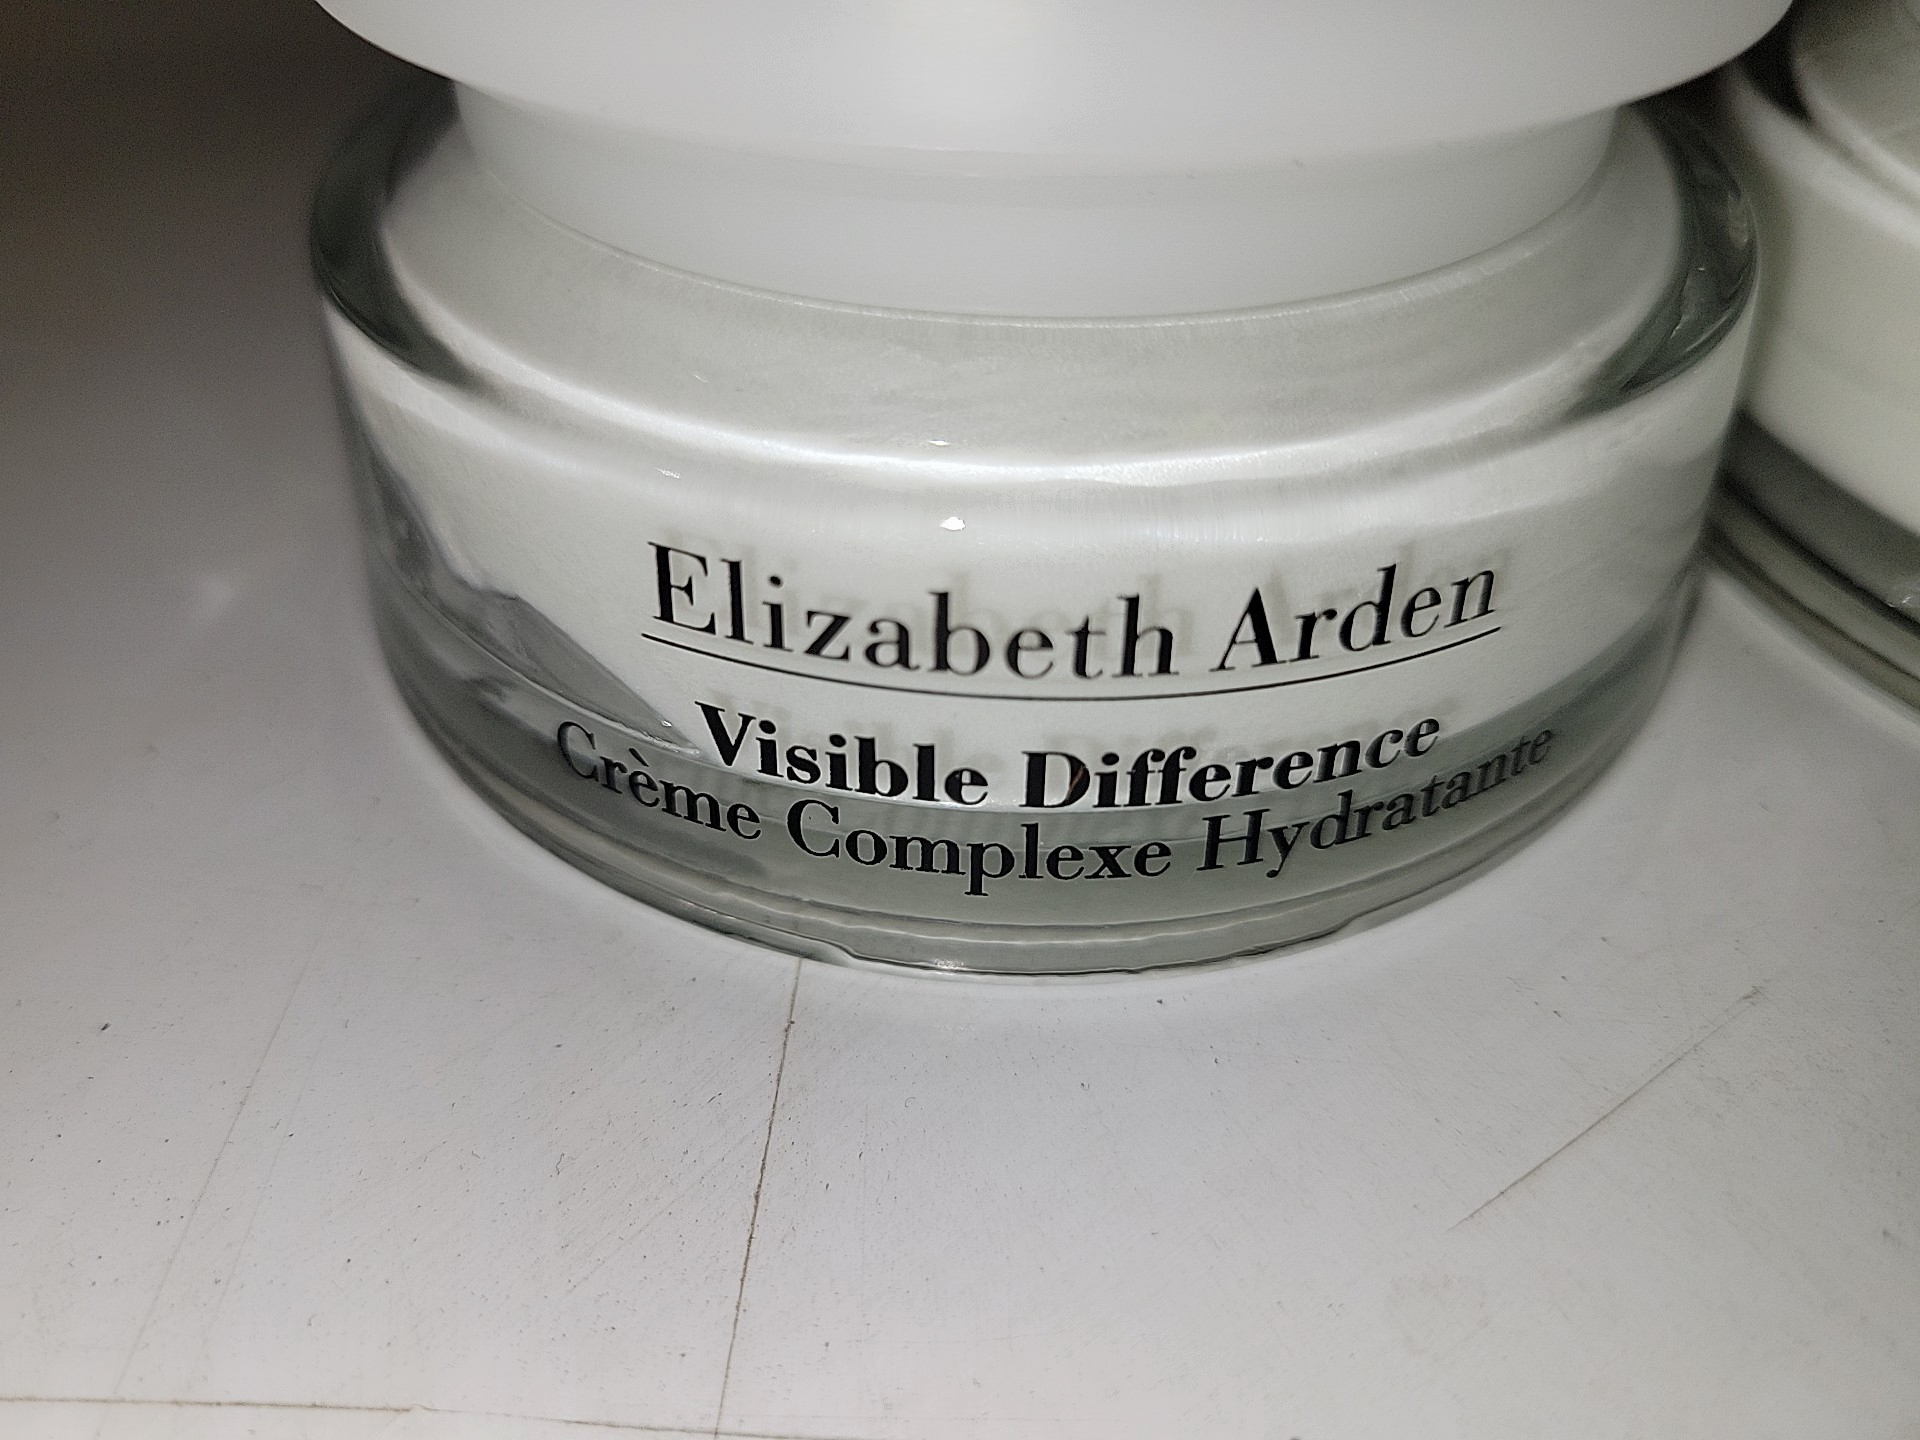 Elizabeth Arden
Visible Difference
Crème Complexe Hydratante